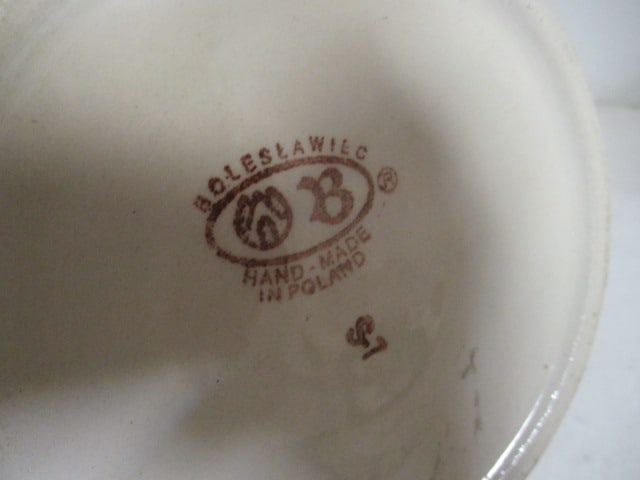 BOLESŁAWIEC
B ®
HAND-MADE
IN POLAND